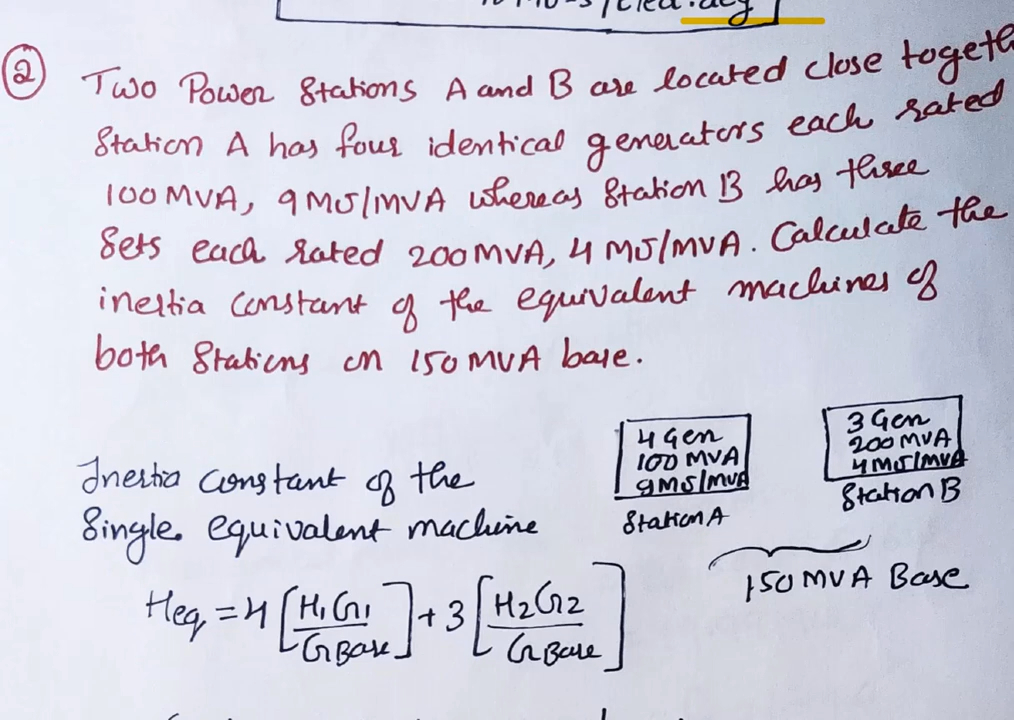 ②
Two Power Stations A and B are located close togeth
Station A has four identical generators each rated
100 MVA, 9 MJ/MVA whereas Station B has three
Sets each rated 200 MVA, 4 MJ/MVA. Calculate the
inertia constant of the equivalent machines of
both Stations on 150 MVA base.
4 Gen
100 MVA
9 MJ/MVA
Station A
3 Gen
200 MVA
4 MJ/MVA
Station B
150 MVA Base
Inertia constant of the
Single equivalent machine
Heq = 4 [H1G1/GBase] + 3 [H2G2/GBase]